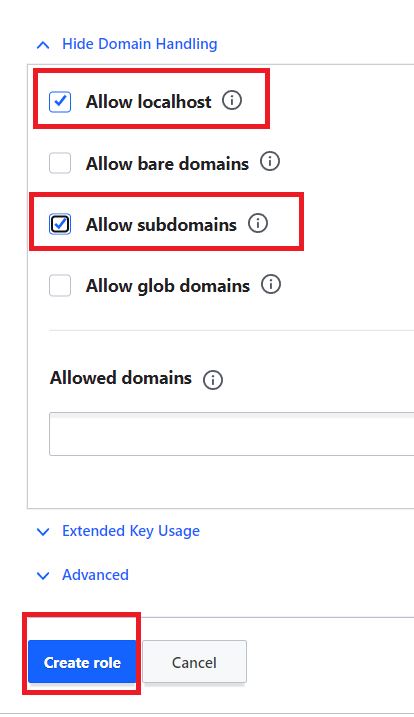 Hide Domain Handling
Allow localhost
Allow bare domains
Allow subdomains
Allow glob domains
Allowed domains
Extended Key Usage
Advanced
Create role Cancel